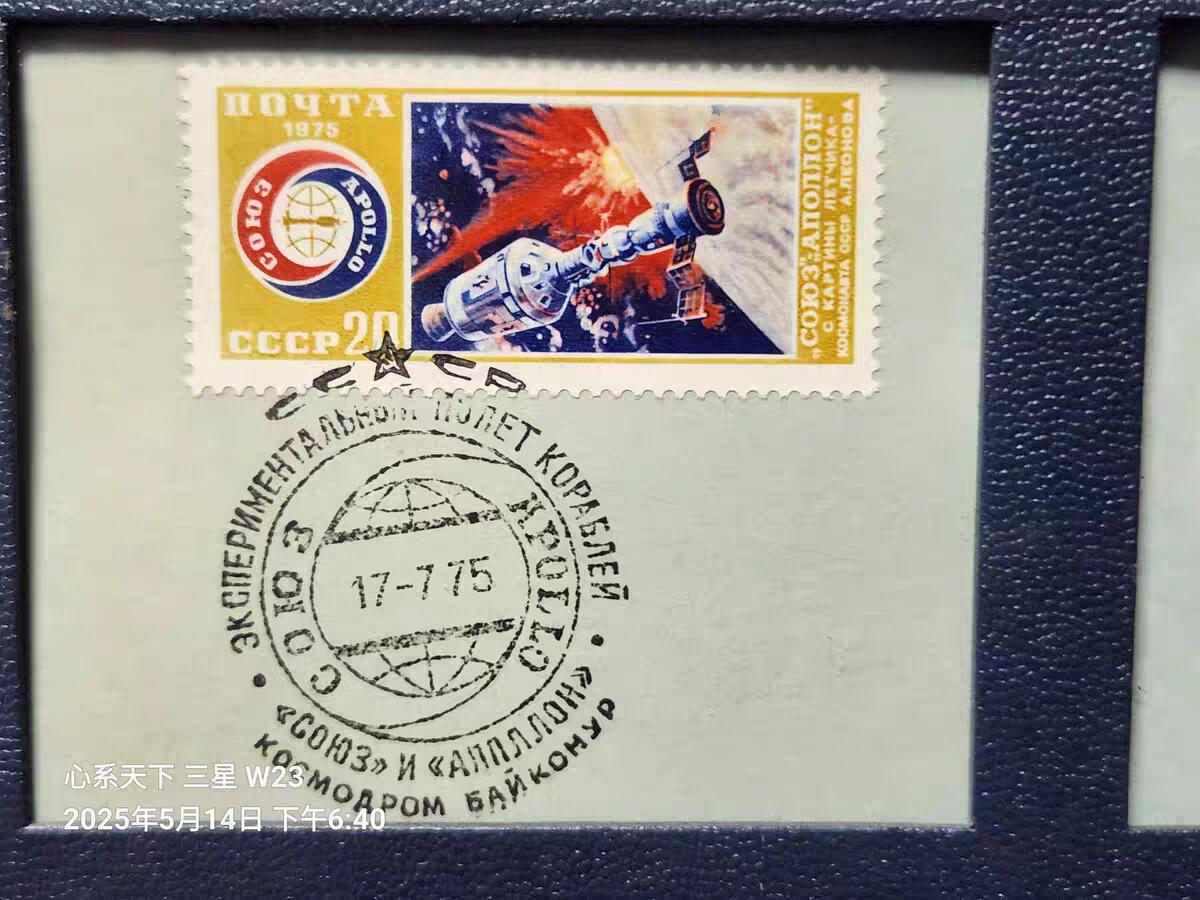 ПОЧТА
1975
СОЮЗ
APOLLO
СССР 20
„СОЮЗ"-АПОЛЛОН"
С КАРТИНЫ ЛЕТЧИКА-
КОСМОНАВТА СССР А.ЛЕОНОВА
СССР
ЭКСПЕРИМЕНТАЛЬНЫЙ ПОЛЕТ КОРАБЛЕЙ
СОЮЗ
APOLLO
17-7 75
«СОЮЗ» И «АППЛЛОН»
КОСМОДРОМ БАЙКОНУР
心系天下 三星 W23
2025年5月14日 下午6:40